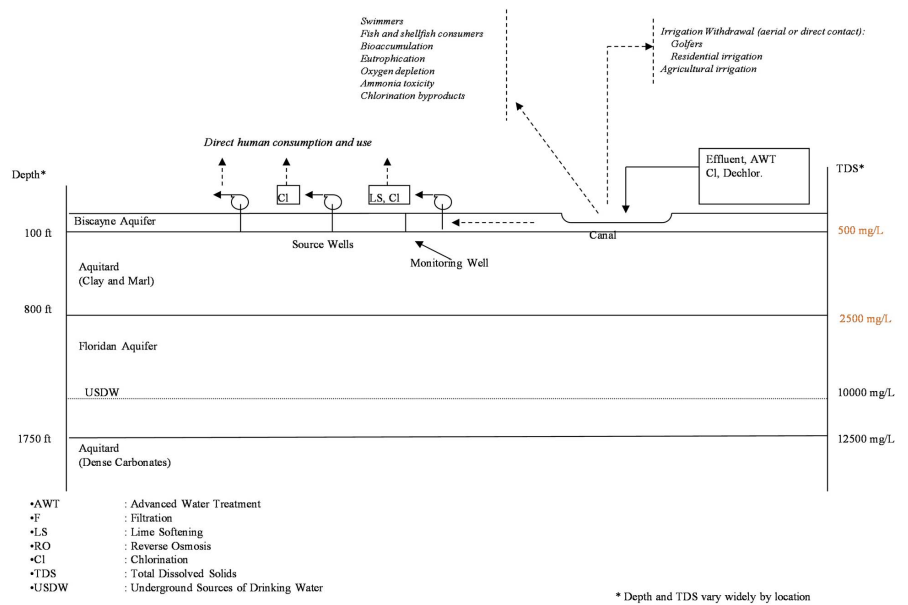 Swimmers
Fish and shellfish consumers
Bioaccumulation
Eutrophication
Oxygen depletion
Ammonia toxicity
Chlorination byproducts
Irrigation Withdrawal (aerial or direct contact):
Golfers
Residential irrigation
Agricultural irrigation
Direct human consumption and use
Effluent, AWT
Cl, Dechlor.
Depth*
TDS*
Cl
LS, Cl
Biscayne Aquifer
100 ft
500 mg/L
Canal
Source Wells
Monitoring Well
Aquitard
(Clay and Marl)
800 ft
2500 mg/L
Floridan Aquifer
USDW
10000 mg/L
1750 ft
12500 mg/L
Aquitard
(Dense Carbonates)
•AWT : Advanced Water Treatment
•F : Filtration
•LS : Lime Softening
•RO : Reverse Osmosis
•Cl : Chlorination
•TDS : Total Dissolved Solids
•USDW : Underground Sources of Drinking Water
* Depth and TDS vary widely by location